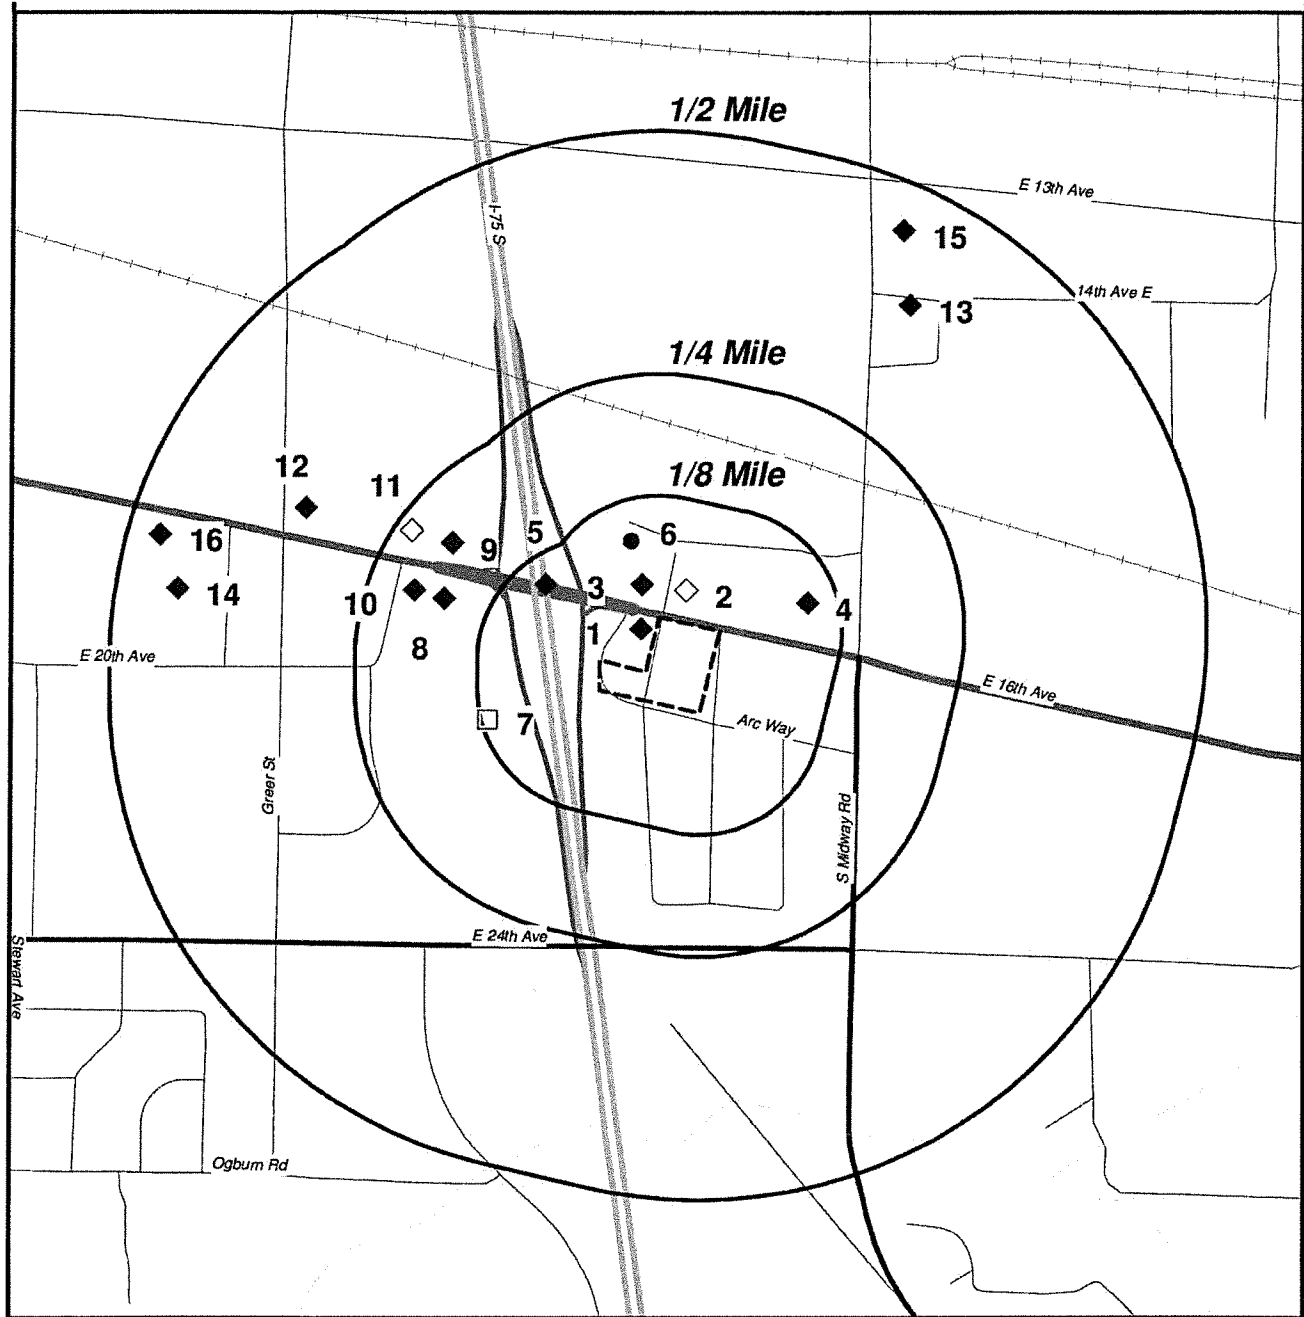 1/2 Mile
E 13th Ave
I-75 S
15
14th Ave E
13
1/4 Mile
12
11
1/8 Mile
16
9
5
6
14
10
3
2
4
8
1
E 20th Ave
E 16th Ave
7
Arc Way
Greer St
S Midway Rd
E 24th Ave
Stewart Ave
Ogburn Rd